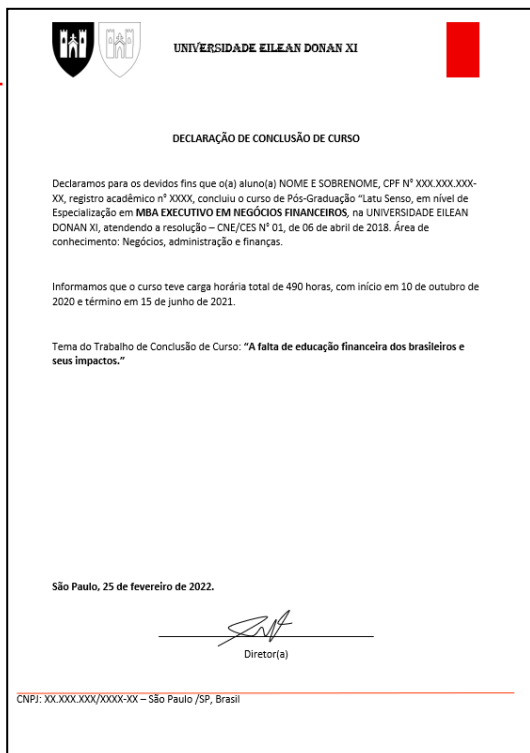 UNIVERSIDADE EILEAN DONAN XI
DECLARAÇÃO DE CONCLUSÃO DE CURSO
Declaramos para os devidos fins que o(a) aluno(a) NOME E SOBRENOME, CPF N° XXX.XXX.XXX-
XX, registro acadêmico n° XXXX, concluiu o curso de Pós-Graduação "Latu Senso, em nível de
Especialização em MBA EXECUTIVO EM NEGÓCIOS FINANCEIROS, na UNIVERSIDADE EILEAN
DONAN XI, atendendo a resolução – CNE/CES N° 01, de 06 de abril de 2018. Área de
conhecimento: Negócios, administração e finanças.
Informamos que o curso teve carga horária total de 490 horas, com início em 10 de outubro de
2020 e término em 15 de junho de 2021.
Tema do Trabalho de Conclusão de Curso: "A falta de educação financeira dos brasileiros e
seus impactos."
São Paulo, 25 de fevereiro de 2022.
Diretor(a)
CNPJ: XX.XXX.XXX/XXXX-XX – São Paulo /SP, Brasil